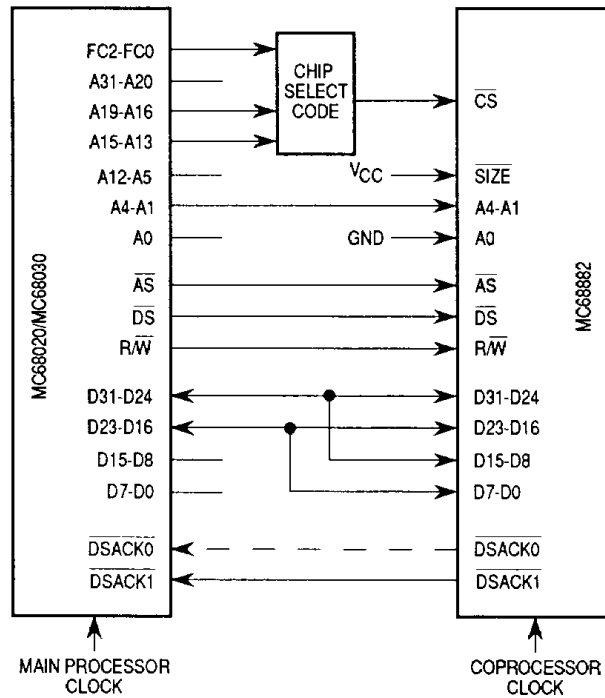 MC68020/MC68030
FC2-FC0
A31-A20
A19-A16
A15-A13
A12-A5
A4-A1
A0
AS
DS
R/W
D31-D24
D23-D16
D15-D8
D7-D0
DSACK0
DSACK1
MAIN PROCESSOR
CLOCK
CHIP
SELECT
CODE
VCC
GND
CS
SIZE
A4-A1
A0
AS
DS
R/W
D31-D24
D23-D16
D15-D8
D7-D0
DSACK0
DSACK1
MC68882
COPROCESSOR
CLOCK